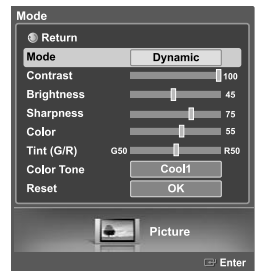 Mode
Return
Mode Dynamic
Contrast 100
Brightness 45
Sharpness 75
Color 55
Tint (G/R) G50 R50
Color Tone Cool1
Reset OK
Picture
Enter